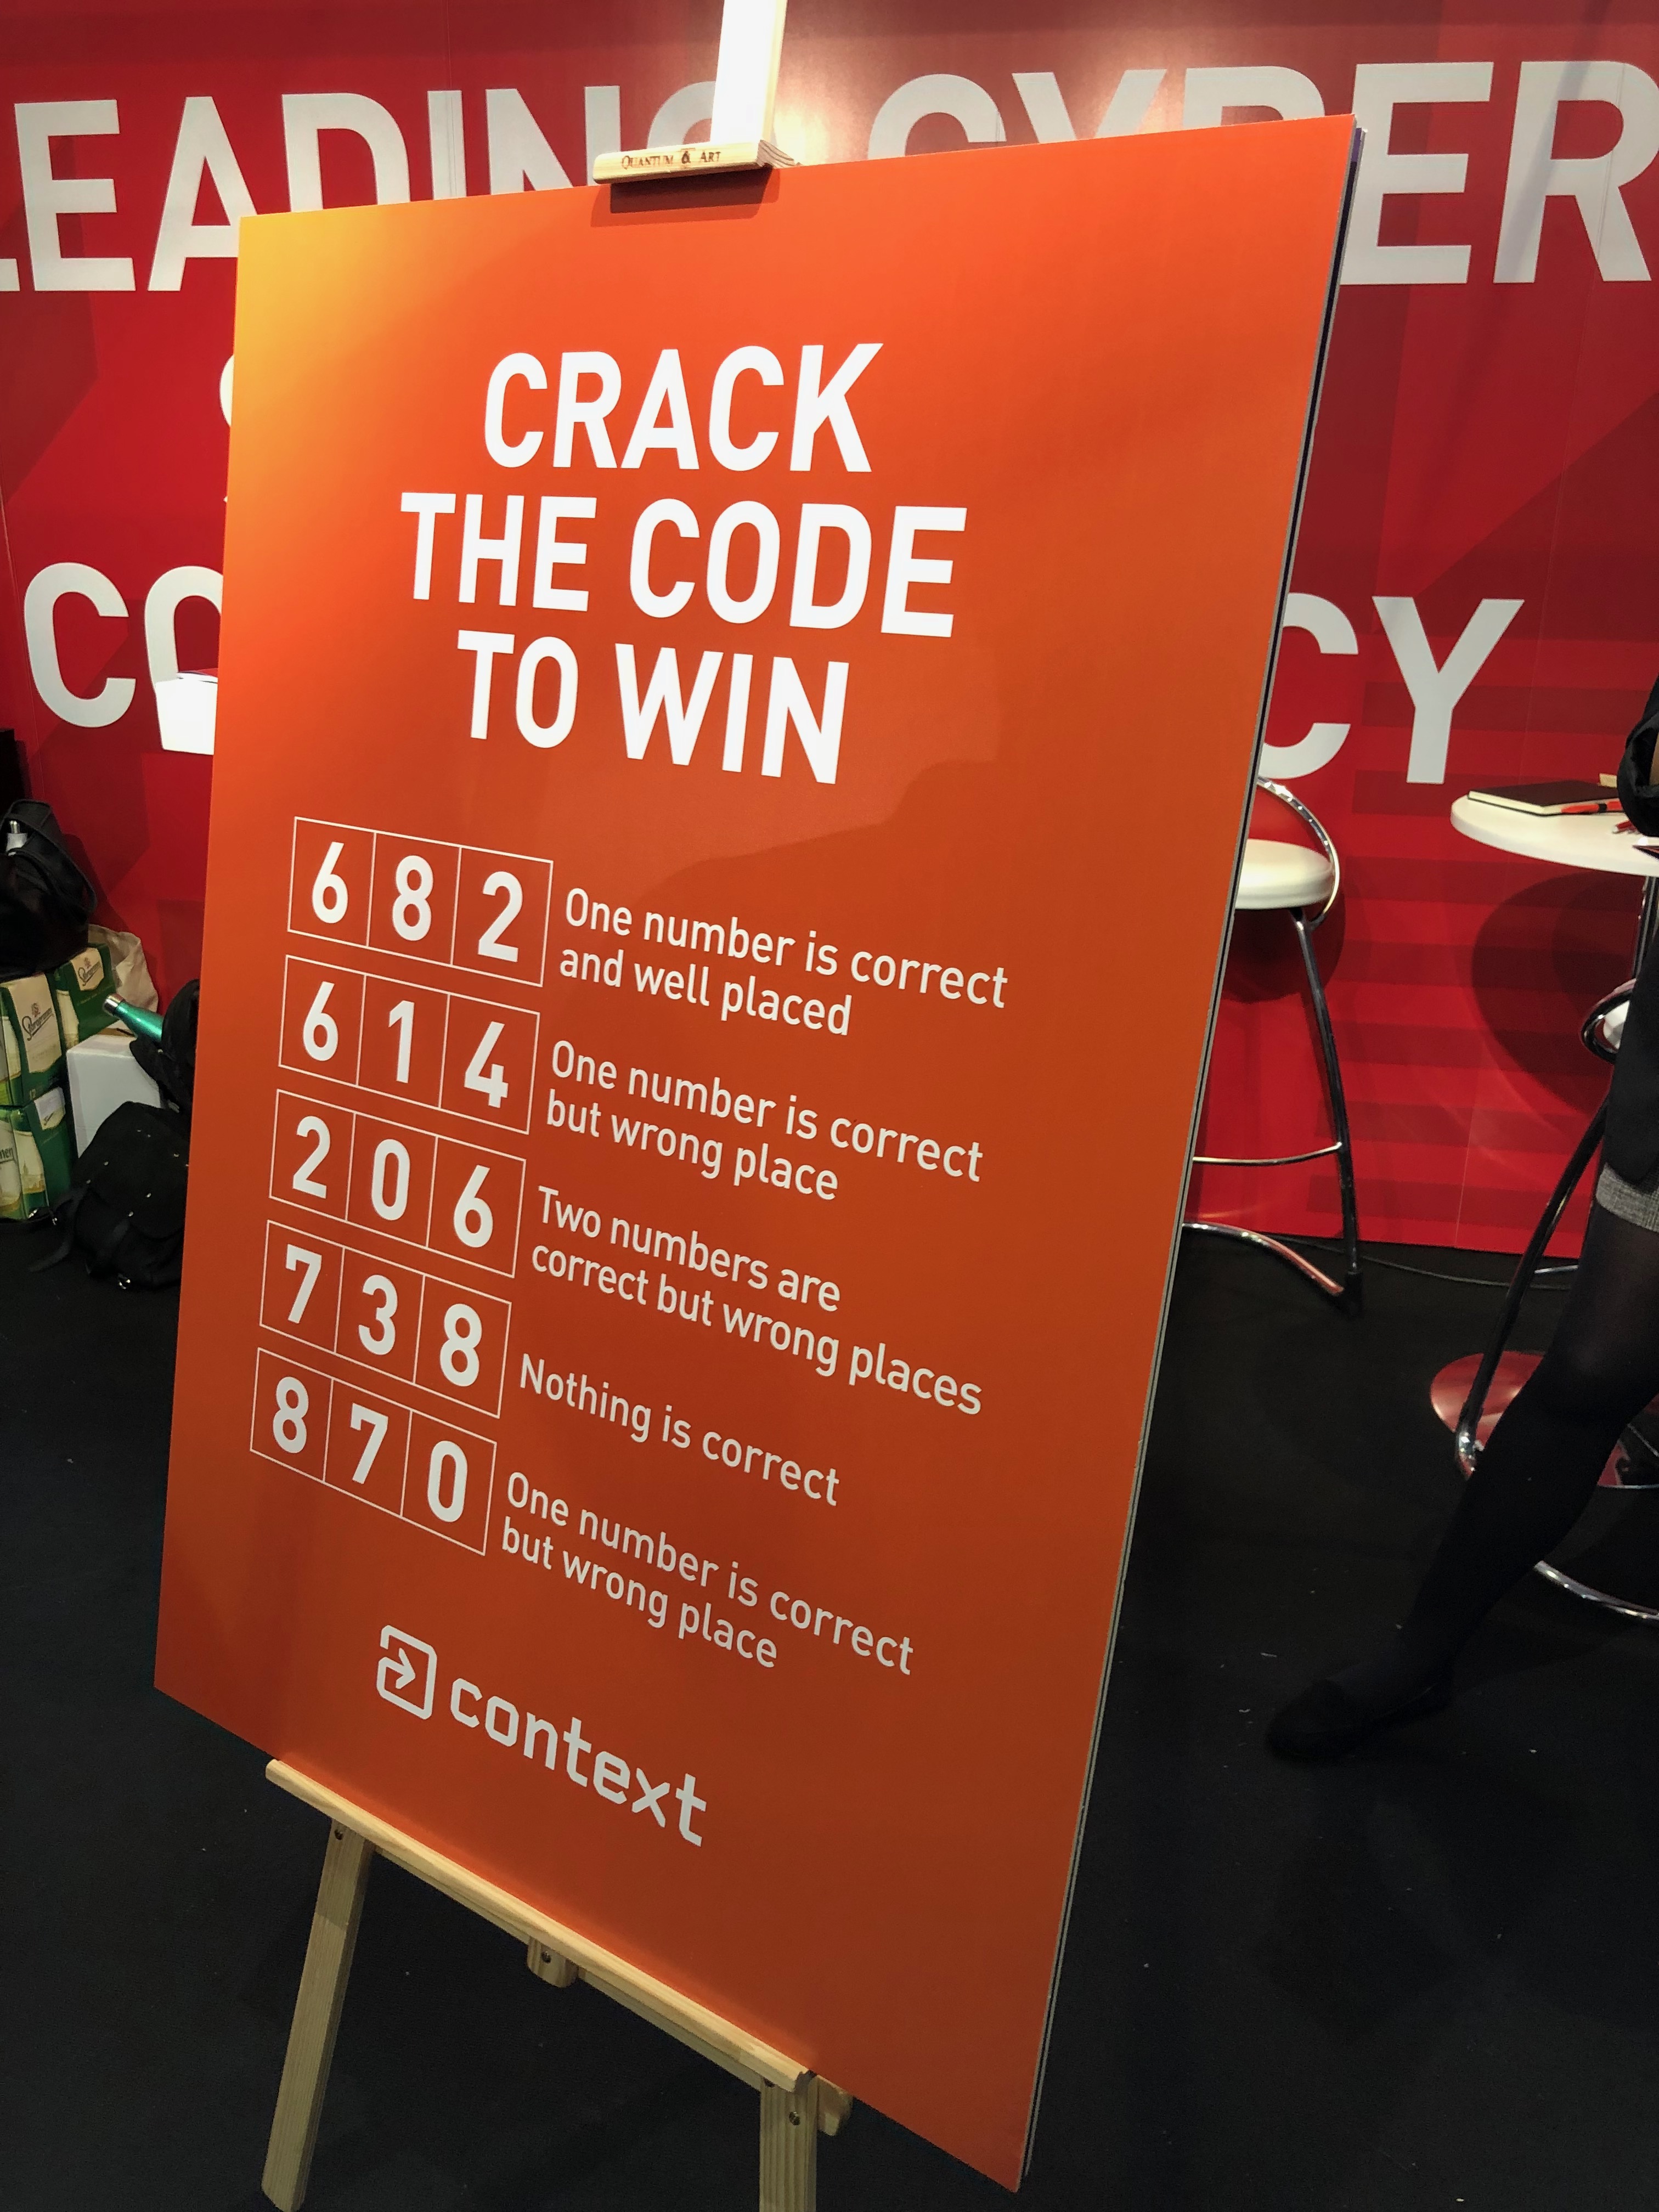 LEADING CYBER
QUANTUM & ART
CRACK
THE CODE
TO WIN
6 8 2
One number is correct
and well placed
6 1 4
One number is correct
but wrong place
2 0 6
Two numbers are
correct but wrong places
7 3 8
Nothing is correct
8 7 0
One number is correct
but wrong place
context